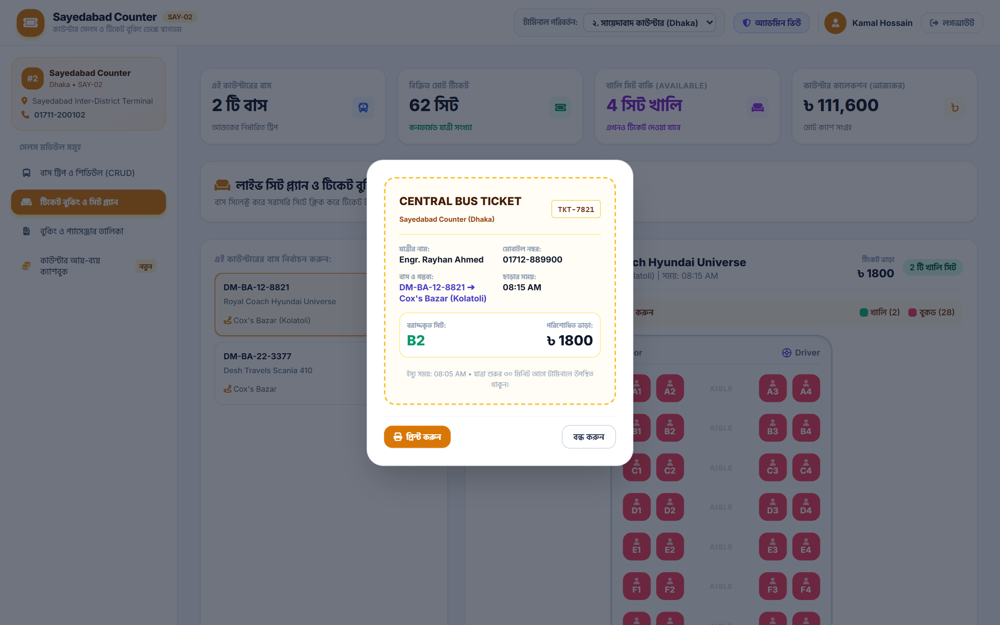 Sayedabad Counter SAY-02
কাউন্টার সেলস ও টিকেট বুকিং ডেস্কে স্বাগতম
টার্মিনাল পরিবর্তন: ২. সায়েদাবাদ কাউন্টার (Dhaka)
অ্যাডমিন ভিউ
Kamal Hossain
লগআউট
#2 Sayedabad Counter
Dhaka • SAY-02
Sayedabad Inter-District Terminal
01711-200102
সেলস মডিউল সমূহ
বাস ট্রিপ ও শিডিউল (CRUD)
টিকেট বুকিং ও সিট প্ল্যান
বুকিং ও প্যাসেঞ্জার তালিকা
কাউন্টার আয়-ব্যয় ক্যাশবুক নতুন
এই কাউন্টারের বাস
2 টি বাস
আজকের নির্ধারিত ট্রিপ
বিক্রিত মোট টিকেট
62 সিট
কনফার্মড যাত্রী সংখ্যা
খালি সিট বাকি (AVAILABLE)
4 সিট খালি
এখনও টিকেট দেওয়া যাবে
কাউন্টার কালেকশন (আজকের)
৳ 111,600
৳
মোট ক্যাশ সংগ্রহ
লাইভ সিট প্ল্যান ও টিকেট
বাস সিলেক্ট করে সরাসরি সিটে ক্লিক করে টিকেট
এই কাউন্টারের বাস নির্বাচন করুন:
DM-BA-12-8821
Royal Coach Hyundai Universe
Cox's Bazar (Kolatoli)
DM-BA-22-3377
Desh Travels Scania 410
Cox's Bazar
CENTRAL BUS TICKET
Sayedabad Counter (Dhaka)
TKT-7821
যাত্রীর নাম:
Engr. Rayhan Ahmed
মোবাইল নম্বর:
01712-889900
বাস ও গন্তব্য:
DM-BA-12-8821 ➔
Cox's Bazar (Kolatoli)
ছাড়ার সময়:
08:15 AM
বরাদ্দকৃত সিট:
B2
পরিশোধিত ভাড়া:
৳ 1800
ইস্যু সময়: 08:05 AM • যাত্রা শুরুর ৩০ মিনিট আগে টার্মিনালে উপস্থিত
থাকুন।
প্রিন্ট করুন
বন্ধ করুন
ch Hyundai Universe
latoli) | সময়: 08:15 AM
টিকেট ভাড়া
৳ 1800
2 টি খালি সিট
করুন
খালি (2) বুকড (28)
or Driver
A1 A2 AISLE A3 A4
B1 B2 AISLE B3 B4
C1 C2 AISLE C3 C4
D1 D2 AISLE D3 D4
E1 E2 AISLE E3 E4
F1 F2 AISLE F3 F4